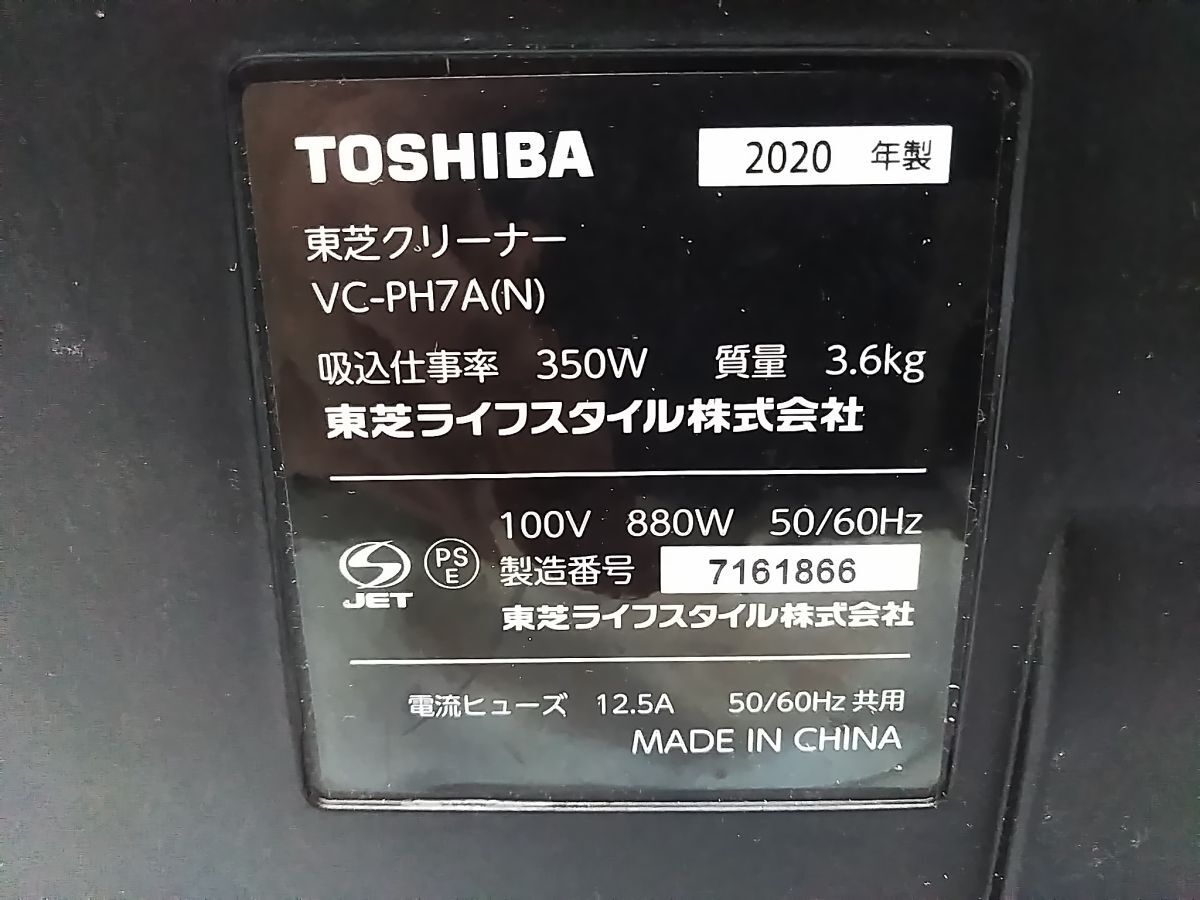 TOSHIBA 2020 年製
東芝クリーナー
VC-PH7A(N)
吸込仕事率 350W 質量 3.6kg
東芝ライフスタイル株式会社
100V 880W 50/60Hz
JET PSE 製造番号 7161866
東芝ライフスタイル株式会社
電流ヒューズ 12.5A 50/60Hz 共用
MADE IN CHINA